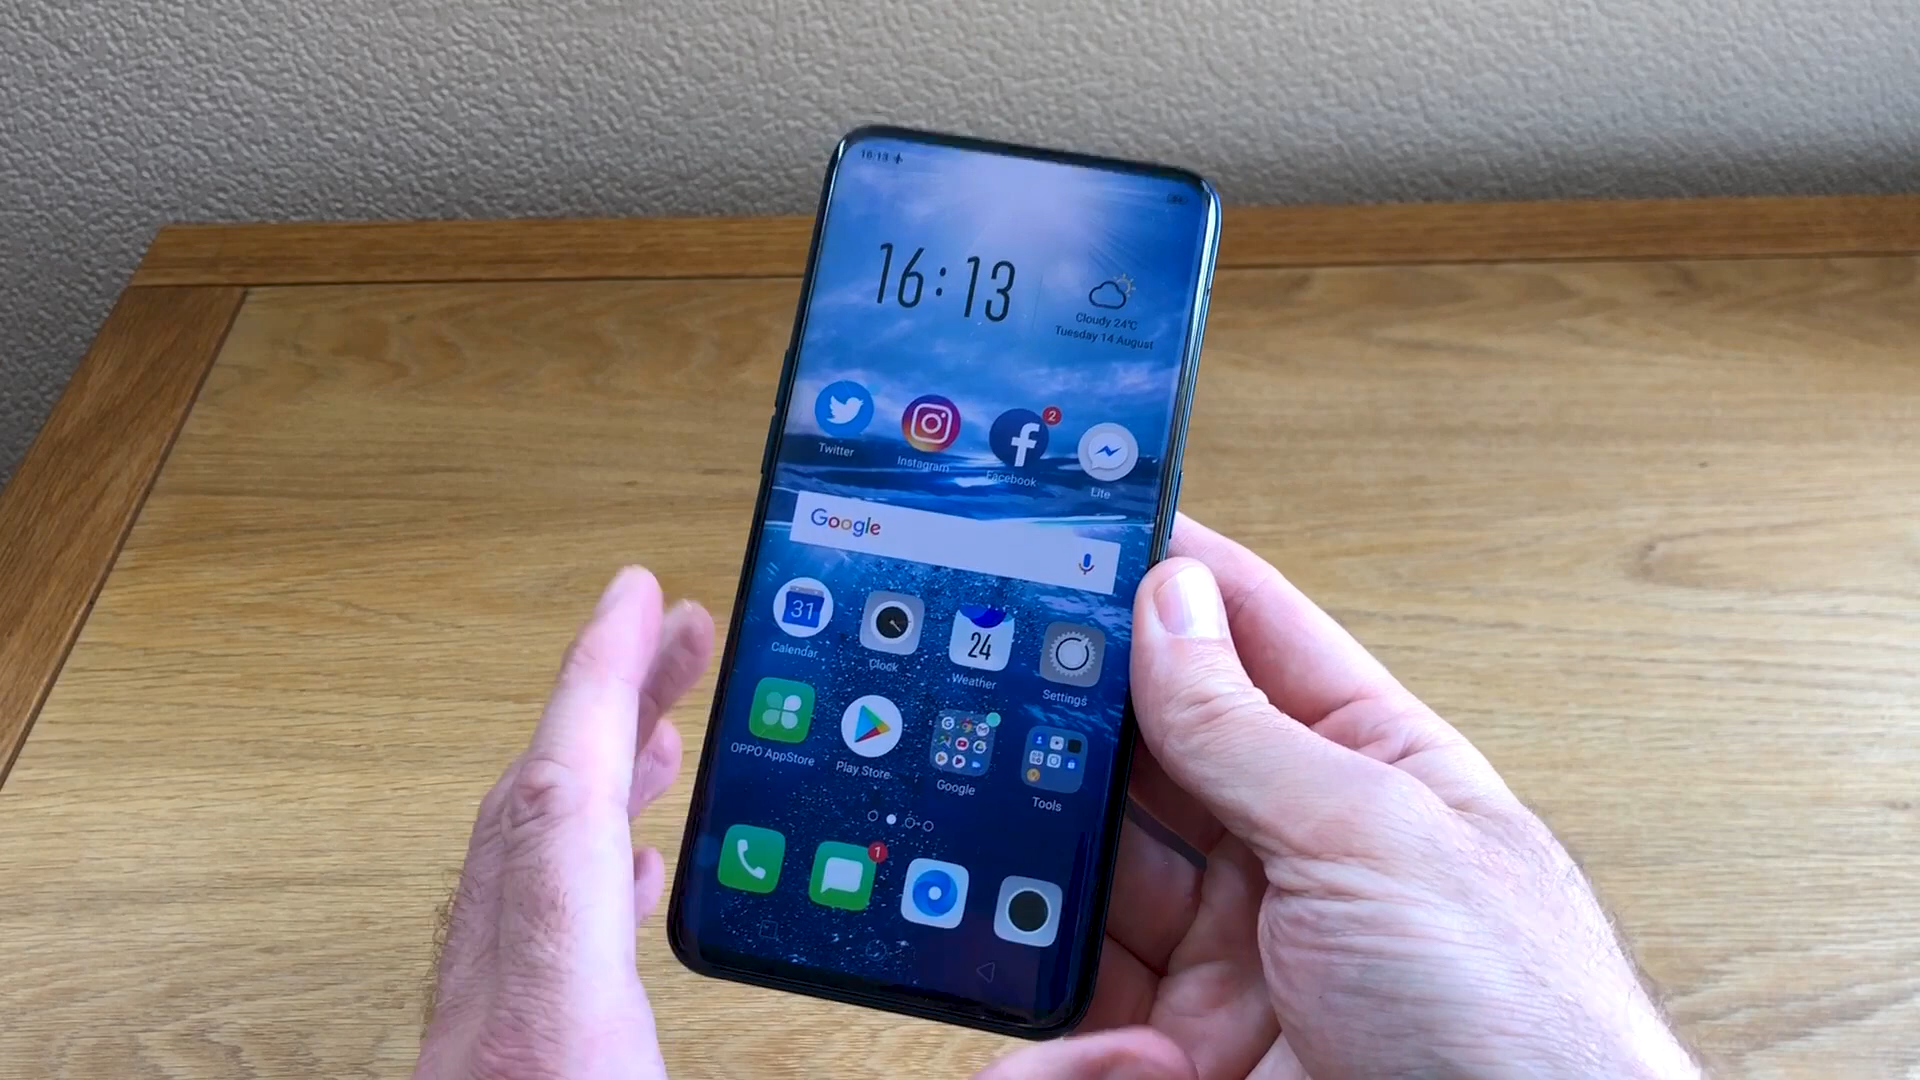 16:13
16:13
Cloudy 24°C
Tuesday 14 August
Twitter
Instagram
Facebook
2
Lite
Google
31
Calendar
Clock
24
Weather
Settings
OPPO AppStore
Play Store
Google
Tools
1